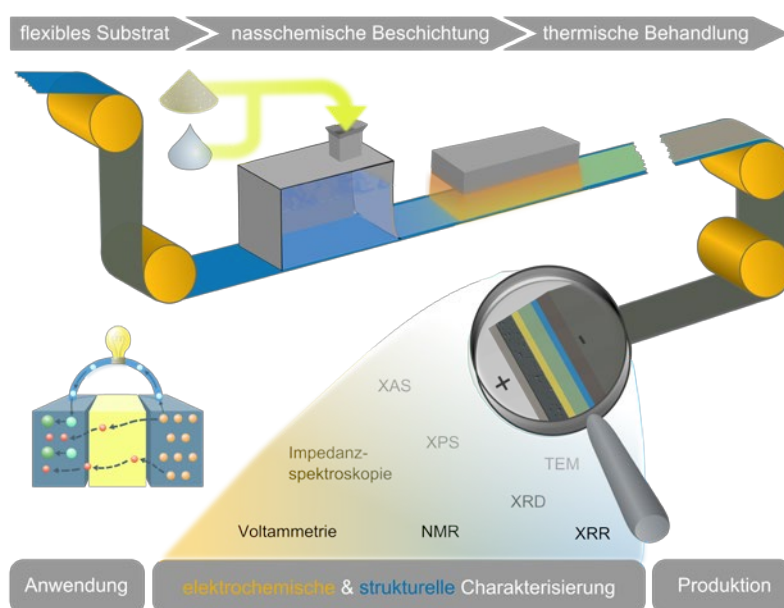 flexibles Substrat
nasschemische Beschichtung
thermische Behandlung
-
+
XAS
Impedanz-
spektroskopie
XPS
TEM
XRD
Voltammetrie
NMR
XRR
Anwendung
elektrochemische & strukturelle Charakterisierung
Produktion